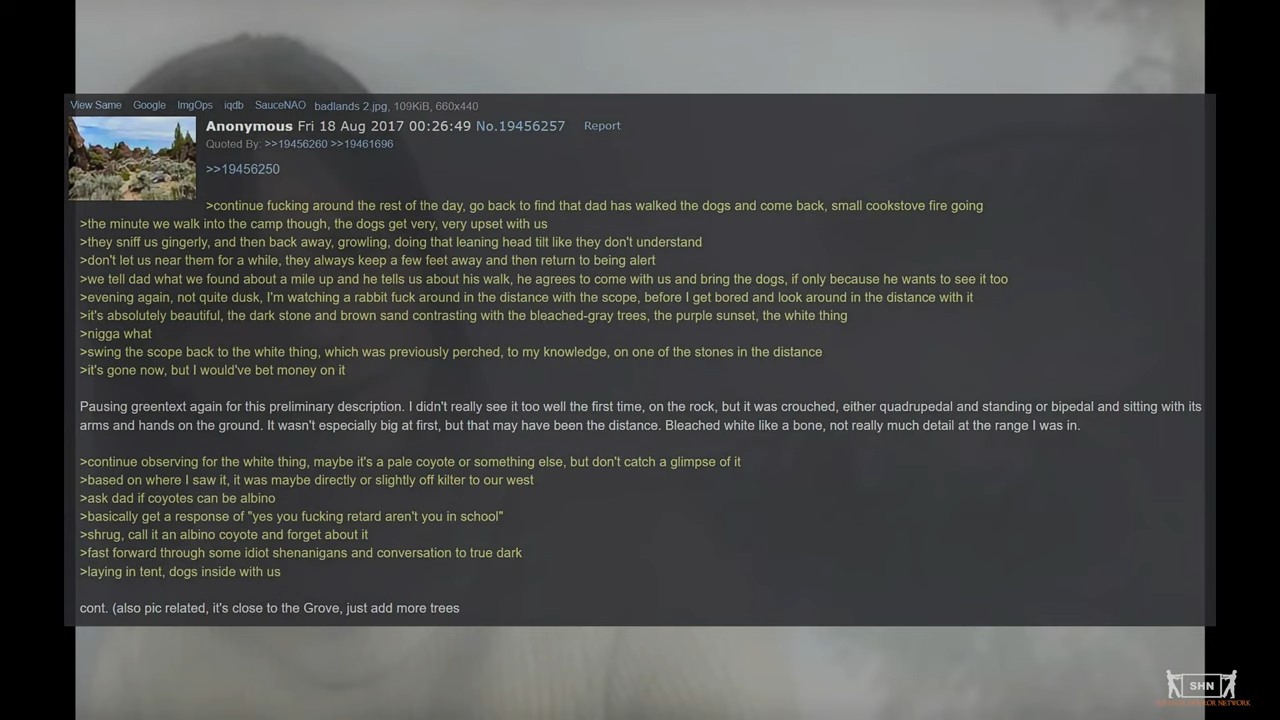 View Same Google ImgOps iqdb SauceNAO badlands 2.jpg, 109KiB, 660x440
Anonymous Fri 18 Aug 2017 00:26:49 No.19456257 Report
Quoted By: >>19456260 >>19461696
>>19456250
>continue fucking around the rest of the day, go back to find that dad has walked the dogs and come back, small cookstove fire going
>the minute we walk into the camp though, the dogs get very, very upset with us
>they sniff us gingerly, and then back away, growling, doing that leaning head tilt like they don't understand
>don't let us near them for a while, they always keep a few feet away and then return to being alert
>we tell dad what we found about a mile up and he tells us about his walk, he agrees to come with us and bring the dogs, if only because he wants to see it too
>evening again, not quite dusk, I'm watching a rabbit fuck around in the distance with the scope, before I get bored and look around in the distance with it
>it's absolutely beautiful, the dark stone and brown sand contrasting with the bleached-gray trees, the purple sunset, the white thing
>nigga what
>swing the scope back to the white thing, which was previously perched, to my knowledge, on one of the stones in the distance
>it's gone now, but I would've bet money on it
Pausing greentext again for this preliminary description. I didn't really see it too well the first time, on the rock, but it was crouched, either quadrupedal and standing or bipedal and sitting with its
arms and hands on the ground. It wasn't especially big at first, but that may have been the distance. Bleached white like a bone, not really much detail at the range I was in.
>continue observing for the white thing, maybe it's a pale coyote or something else, but don't catch a glimpse of it
>based on where I saw it, it was maybe directly or slightly off kilter to our west
>ask dad if coyotes can be albino
>basically get a response of "yes you fucking retard aren't you in school"
>shrug, call it an albino coyote and forget about it
>fast forward through some idiot shenanigans and conversation to true dark
>laying in tent, dogs inside with us
cont. (also pic related, it's close to the Grove, just add more trees
SHN